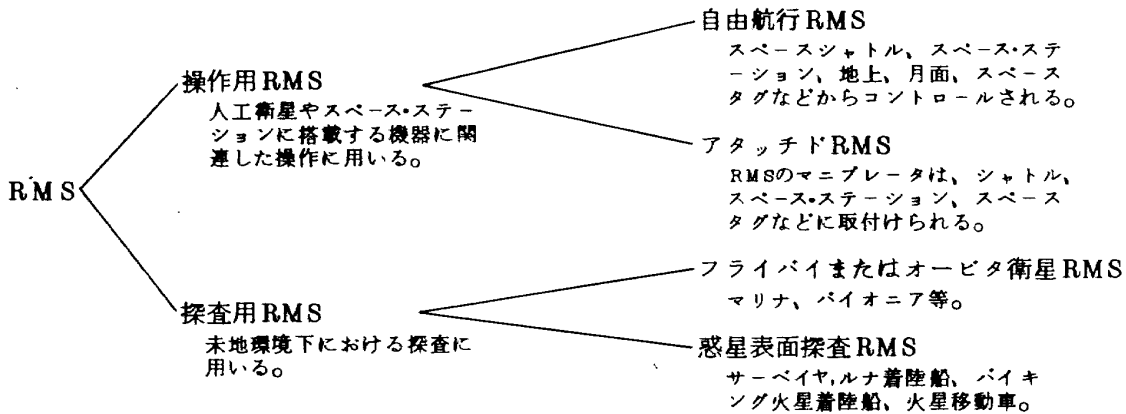 RMS
操作用RMS
人工衛星やスペース・ステー
ションに搭載する機器に関
連した操作に用いる。
自由航行RMS
スペースシャトル、スペース・ステ
ーション、地上、月面、スペース
タグなどからコントロールされる。
アタッチドRMS
RMSのマニプレータは、シャトル、
スペース・ステーション、スペース
タグなどに取付けられる。
探査用RMS
未地環境下における探査に
用いる。
フライバイまたはオービタ衛星RMS
マリナ、パイオニア等。
惑星表面探査RMS
サーベイヤ,ルナ着陸船、バイキ
ング火星着陸船、火星移動車。